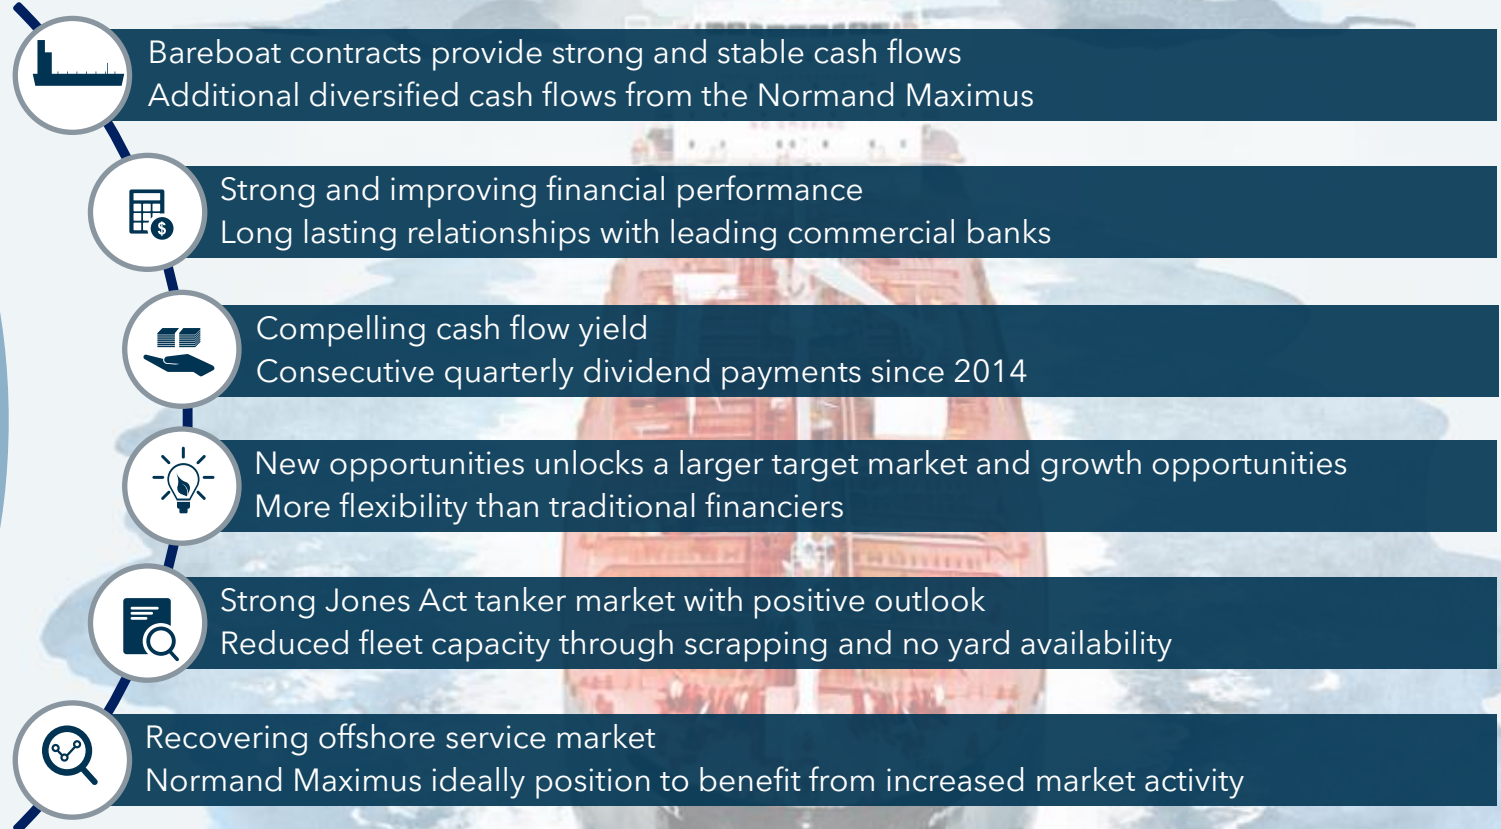 Bareboat contracts provide strong and stable cash flows
Additional diversified cash flows from the Normand Maximus
Strong and improving financial performance
Long lasting relationships with leading commercial banks
$
Compelling cash flow yield
Consecutive quarterly dividend payments since 2014
New opportunities unlocks a larger target market and growth opportunities
More flexibility than traditional financiers
Strong Jones Act tanker market with positive outlook
Reduced fleet capacity through scrapping and no yard availability
Recovering offshore service market
Normand Maximus ideally position to benefit from increased market activity